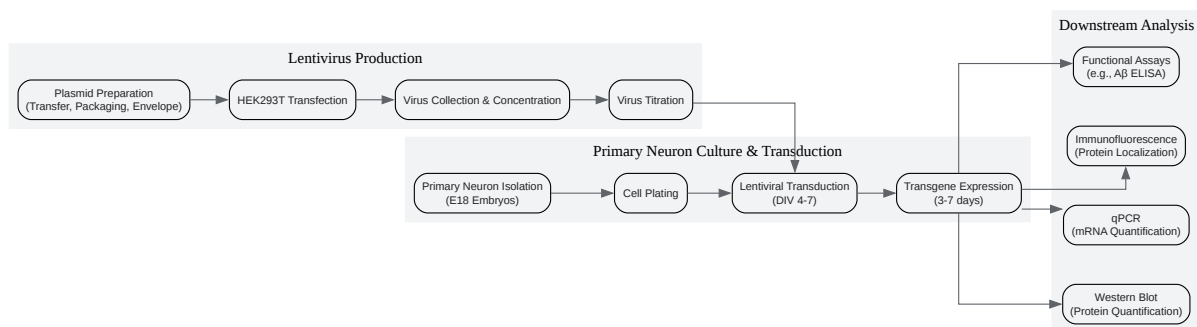 Lentivirus Production
Plasmid Preparation
(Transfer, Packaging, Envelope)
HEK293T Transfection
Virus Collection & Concentration
Virus Titration
Primary Neuron Culture & Transduction
Primary Neuron Isolation
(E18 Embryos)
Cell Plating
Lentiviral Transduction
(DIV 4-7)
Transgene Expression
(3-7 days)
Downstream Analysis
Functional Assays
(e.g., Aβ ELISA)
Immunofluorescence
(Protein Localization)
qPCR
(mRNA Quantification)
Western Blot
(Protein Quantification)